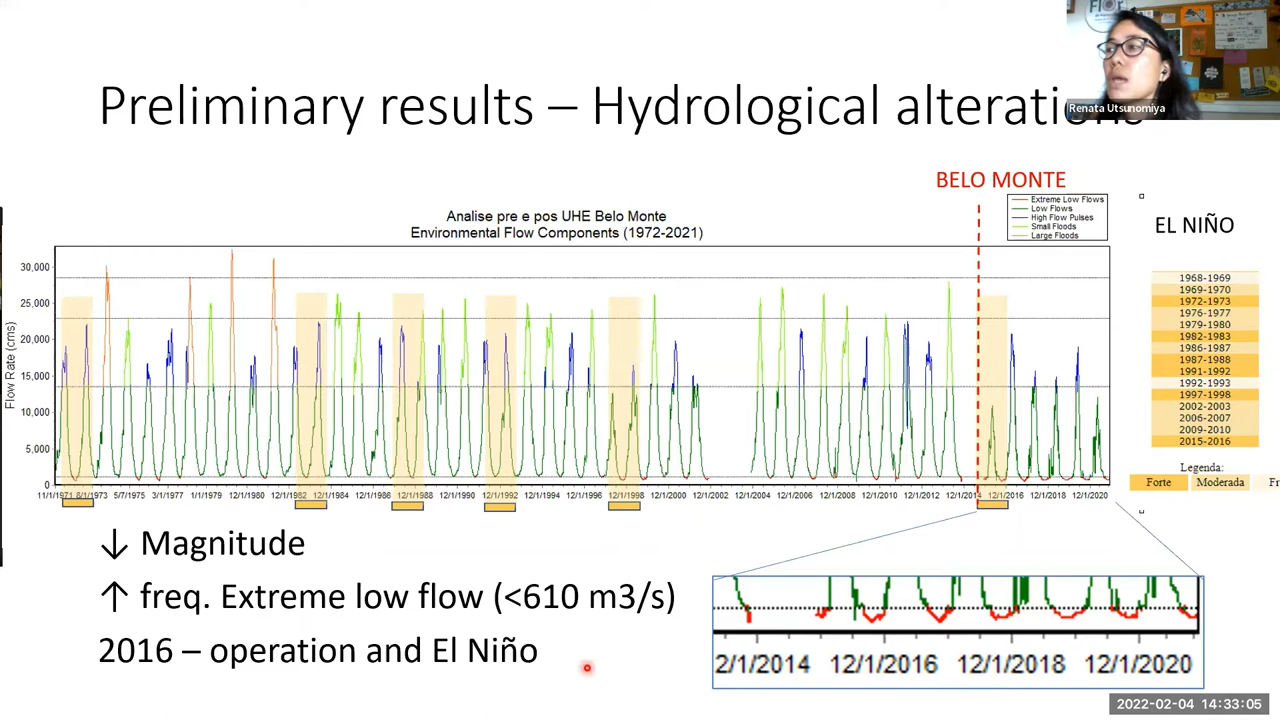 Flor
Renata Utsunomiya
Preliminary results – Hydrological alterations
BELO MONTE
Analise pre e pos UHE Belo Monte
Environmental Flow Components (1972-2021)
Extreme Low Flows
Low Flows
High Flow Pulses
Small Floods
Large Floods
Flow Rate (cms)
30,000
25,000
20,000
15,000
10,000
5,000
0
11/1/1971 8/1/1973 5/7/1975 3/1/1977 1/1/1979 12/1/1980 12/1/1982 12/1/1984 12/1/1986 12/1/1988 12/1/1990 12/1/1992 12/1/1994 12/1/1996 12/1/1998 12/1/2000 12/1/2002 2/1/2004 2/1/2006 2/1/2008 2/1/2010 2/1/2012 2/1/2014 12/1/2016 12/1/2018 12/1/2020
EL NIÑO
1968-1969
1969-1970
1972-1973
1976-1977
1979-1980
1982-1983
1986-1987
1987-1988
1991-1992
1992-1993
1997-1998
2002-2003
2006-2007
2009-2010
2015-2016
Legenda:
Forte Moderada Fr
↓ Magnitude
↑ freq. Extreme low flow (<610 m3/s)
2016 – operation and El Niño
2/1/2014 12/1/2016 12/1/2018 12/1/2020
2022-02-04 14:33:05